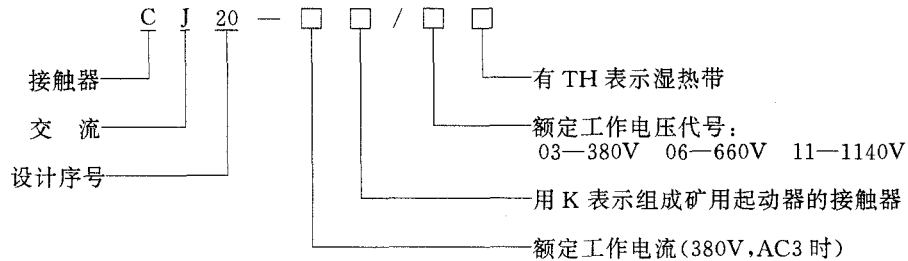 C J 20 — □ □ / □ □
接触器
交 流
设计序号
有 TH 表示湿热带
额定工作电压代号：
03—380V 06—660V 11—1140V
用 K 表示组成矿用起动器的接触器
额定工作电流(380V,AC3 时)